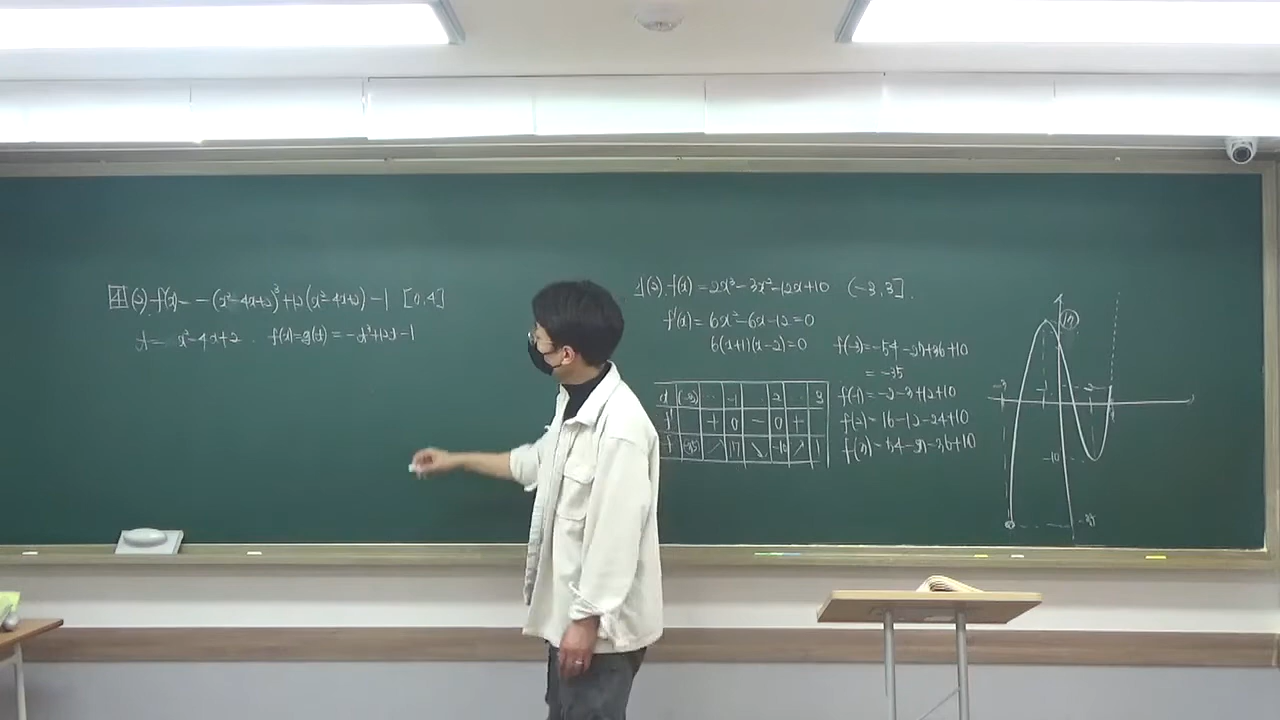 4 (2) f(x) = -(x²-4x+2)³+12(x²-4x+2)-1 [0,4]
t = x²-4x+2. f(x)=g(t) = -t³+12t-1
1(2). f(x) = 2x³-3x²-12x+10 (-3,3].
f'(x) = 6x²-6x-12=0
6(x+1)(x-2)=0
x (-3) ·· -1 ·· 2 ·· 3
f' + 0 - 0 +
f (-35) ↗ 17 ↘ -10 ↗ 1
f(-3)=-54-27+36+10
= -35
f(-1)=-2-3+12+10
f(2)=16-12-24+10
f(3)=54-27-36+10
17
-3 -1 2
-10
-35